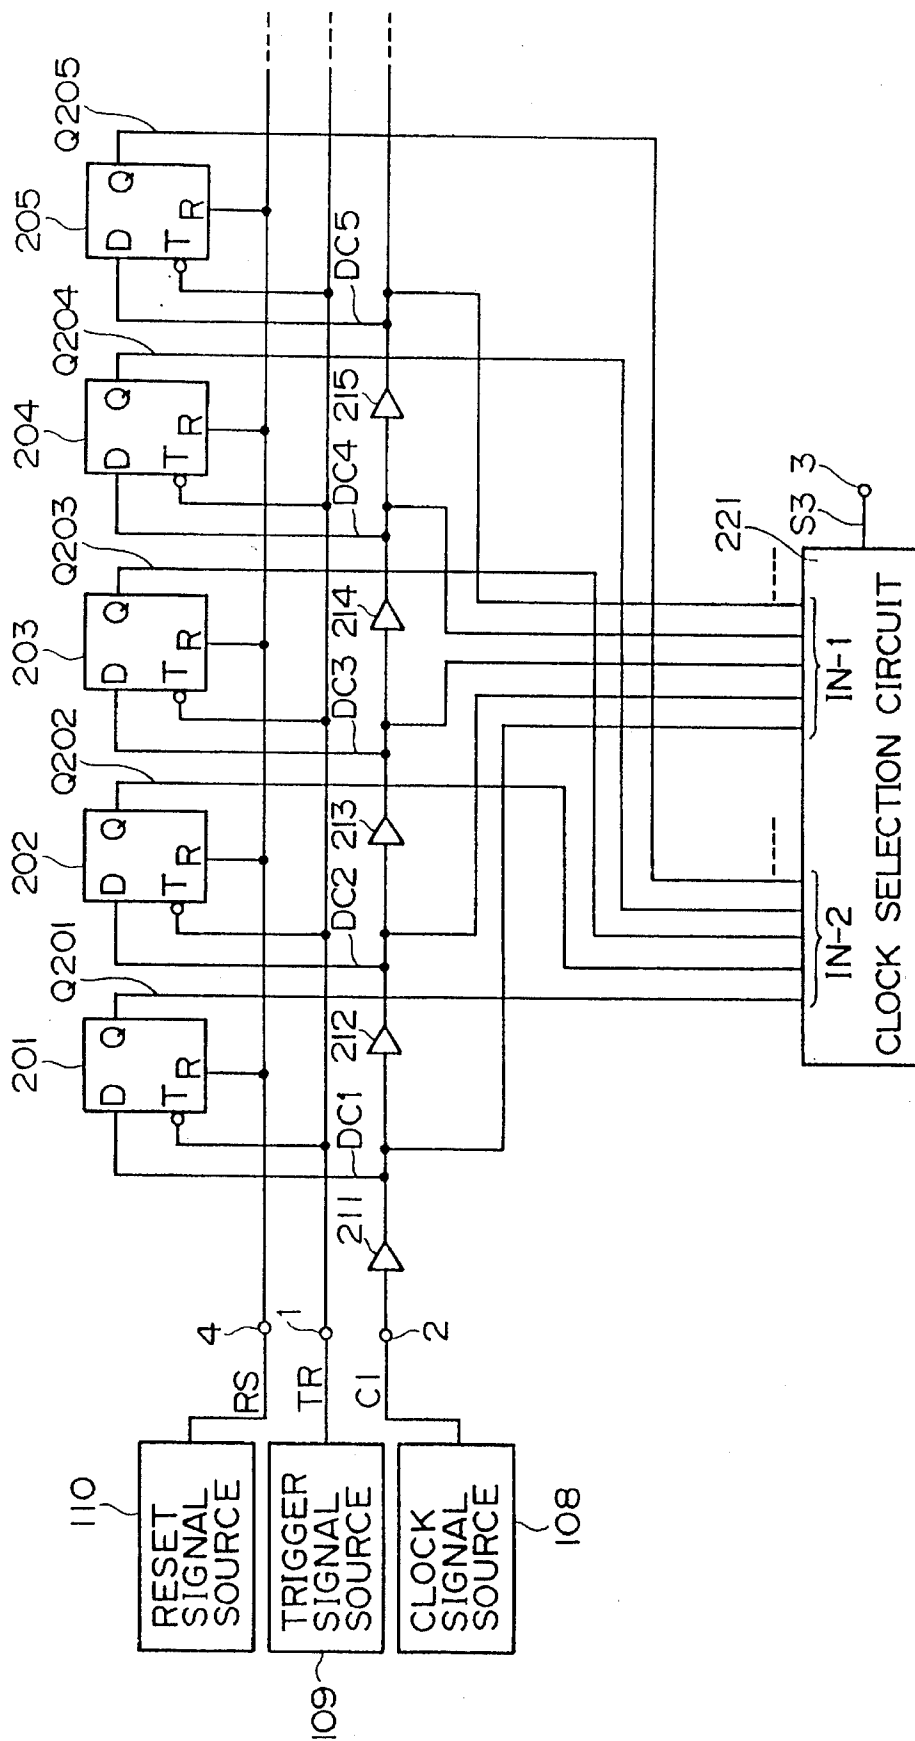 201
Q201
202
Q202
203
Q203
204
Q204
205
Q205
D Q
T R
D Q
T R
D Q
T R
D Q
T R
D Q
T R
110
RESET
SIGNAL
SOURCE
RS
4
109
TRIGGER
SIGNAL
SOURCE
TR
1
108
CLOCK
SIGNAL
SOURCE
C1
2
211
DC1
212
DC2
213
DC3
214
DC4
215
DC5
IN-2
IN-1
221
CLOCK SELECTION CIRCUIT
S3
3